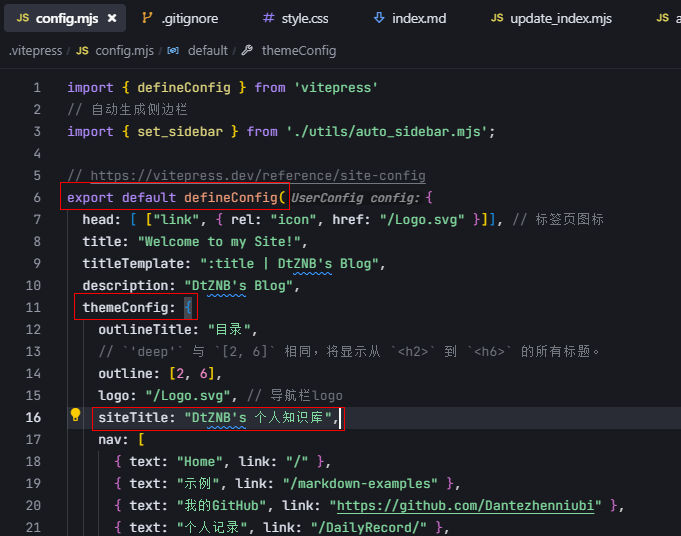 JS config.mjs × .gitignore JS style.css index.md JS update_index.mjs JS a
.vitepress / JS config.mjs / default / themeConfig
1 import { defineConfig } from 'vitepress'
2 // 自动生成侧边栏
3 import { set_sidebar } from './utils/auto_sidebar.mjs';
4
5 // https://vitepress.dev/reference/site-config
6 export default defineConfig( UserConfig config: {
7 head: [ ["link", { rel: "icon", href: "/Logo.svg" }]], // 标签页图标
8 title: "Welcome to my Site!",
9 titleTemplate: ":title | DtZNB's Blog",
10 description: "DtZNB's Blog",
11 themeConfig: {
12 outlineTitle: "目录",
13 // `'deep'` 与 `[2, 6]` 相同，将显示从 `<h2>` 到 `<h6>` 的所有标题。
14 outline: [2, 6],
15 logo: "/Logo.svg", // 导航栏logo
16 siteTitle: "DtZNB's 个人知识库",
17 nav: [
18 { text: "Home", link: "/" },
19 { text: "示例", link: "/markdown-examples" },
20 { text: "我的GitHub", link: "https://github.com/Dantezhenniubi" },
21 { text: "个人记录", link: "/DailyRecord/" },